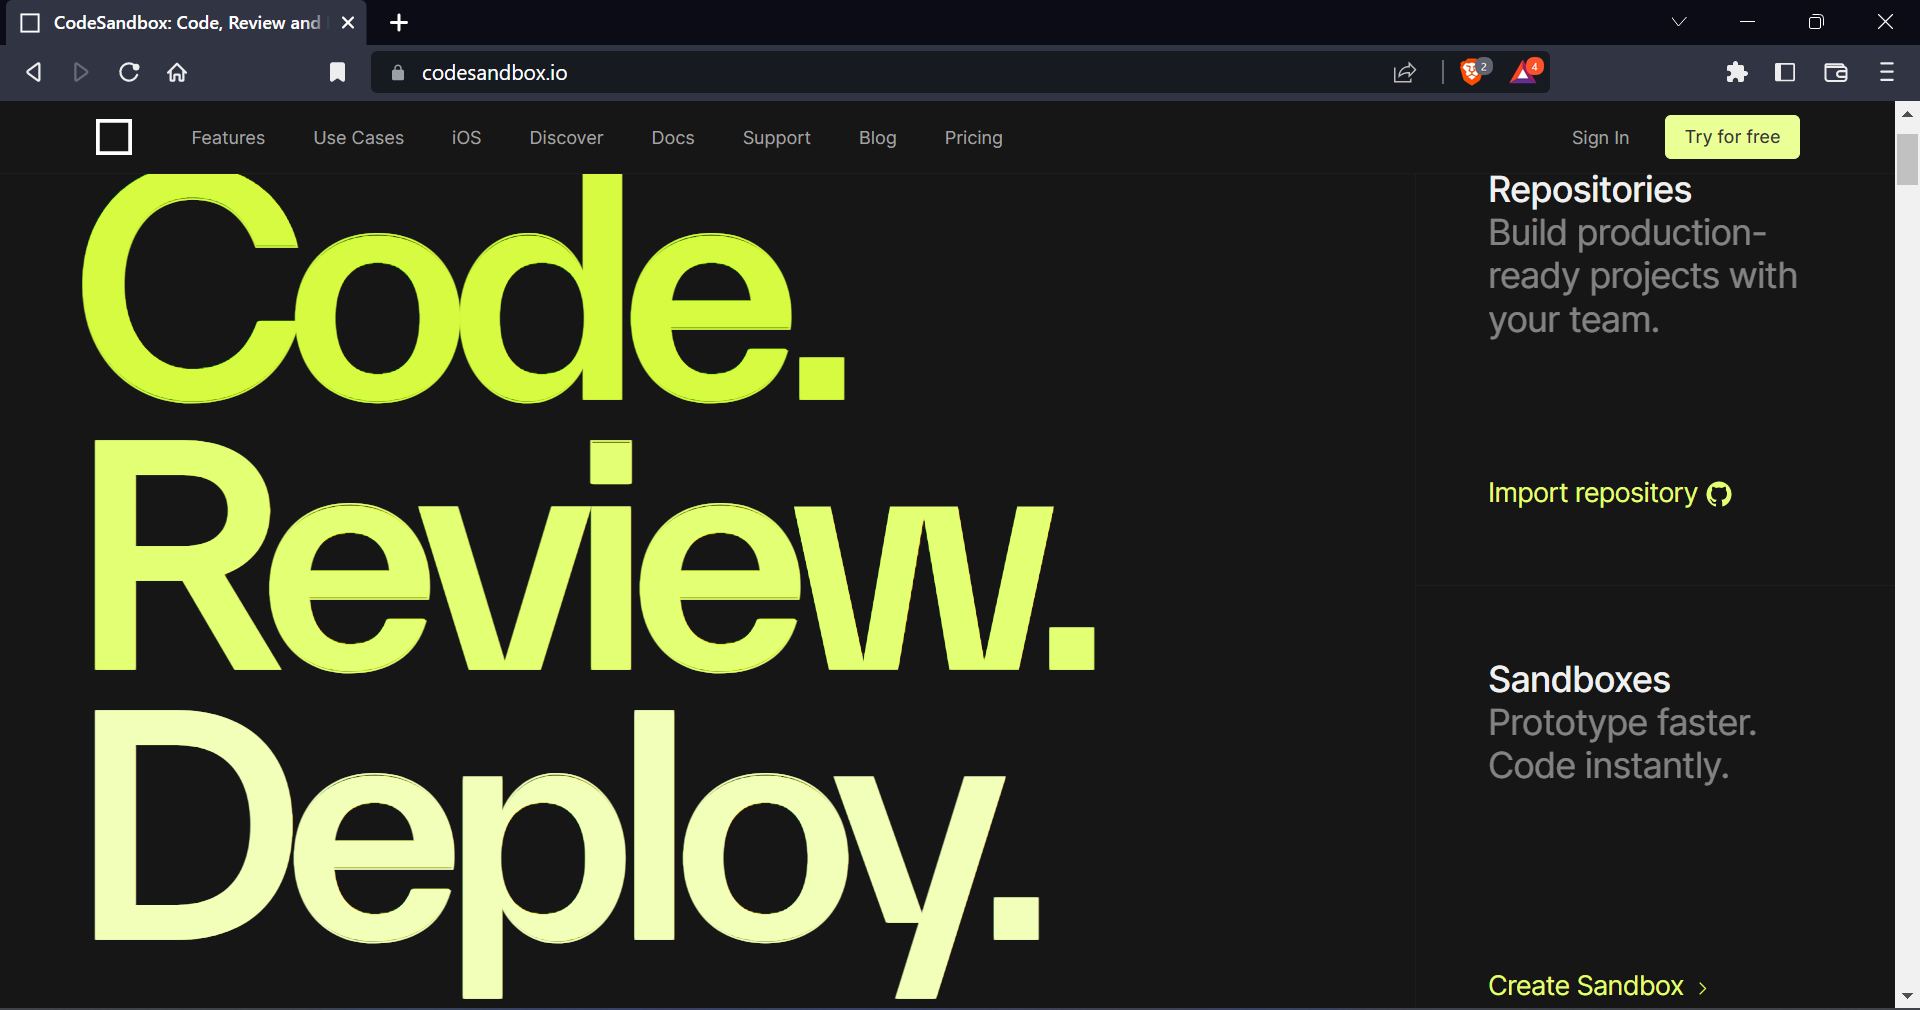 CodeSandbox: Code, Review and
codesandbox.io
2
4
Features Use Cases iOS Discover Docs Support Blog Pricing Sign In Try for free
Code.
Review.
Deploy.
Repositories
Build production-
ready projects with
your team.
Import repository
Sandboxes
Prototype faster.
Code instantly.
Create Sandbox >